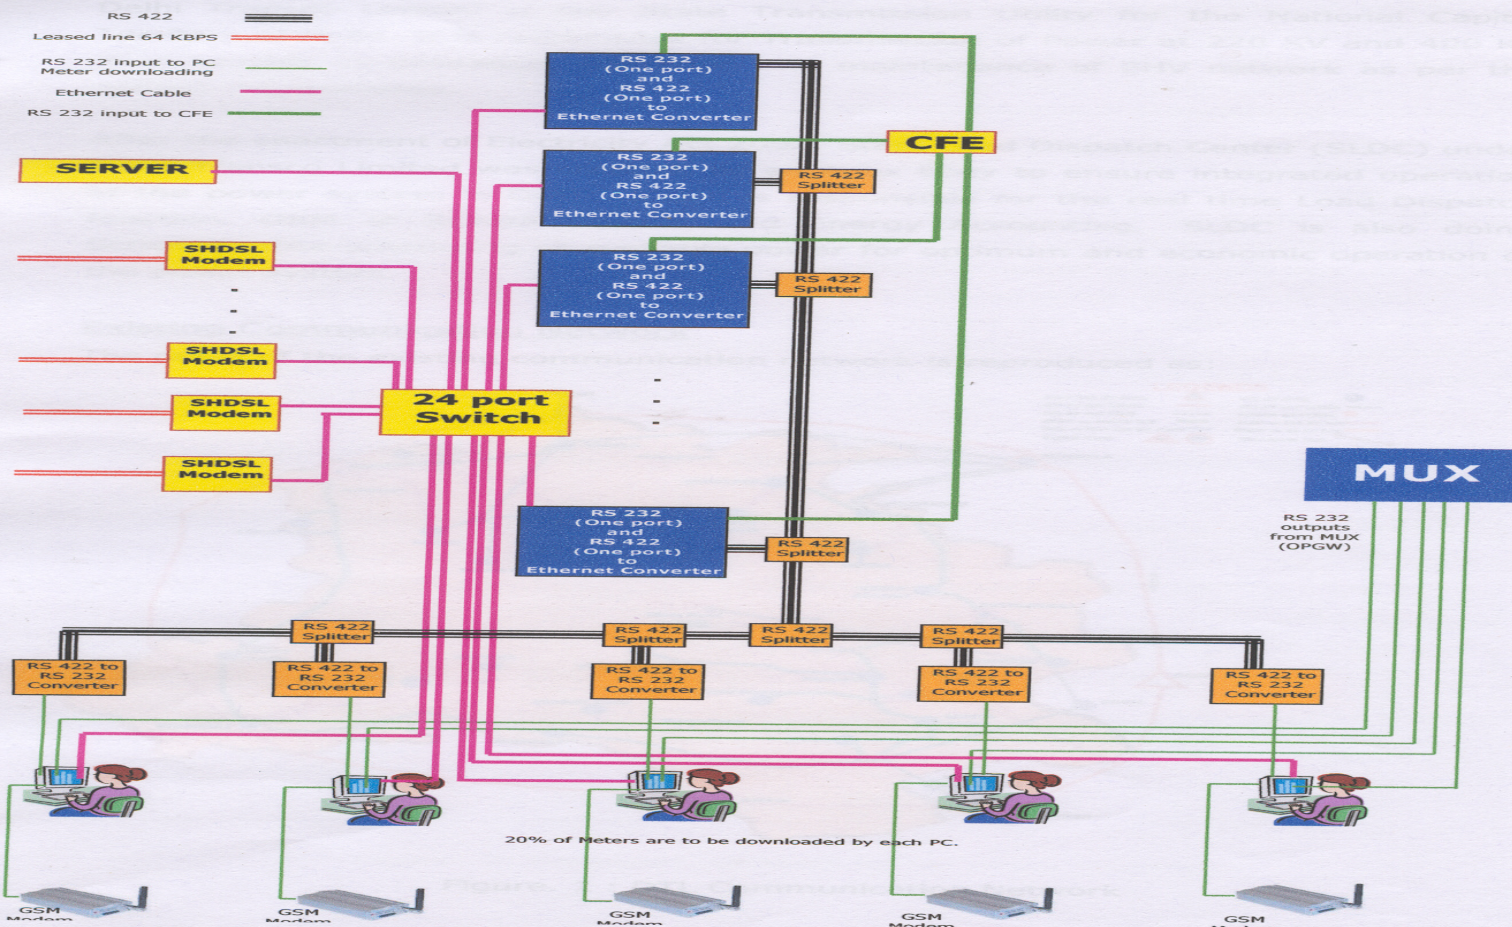 RS 422
Leased line 64 KBPS
RS 232 input to PC
Meter downloading
Ethernet Cable
RS 232 input to CFE
RS 232
(One port)
and
RS 422
(One port)
to
Ethernet Converter
CFE
RS 232
(One port)
and
RS 422
(One port)
to
Ethernet Converter
RS 422
Splitter
SERVER
SHDSL
Modem
RS 232
(One port)
and
RS 422
(One port)
to
Ethernet Converter
RS 422
Splitter
SHDSL
Modem
SHDSL
Modem
24 port
Switch
SHDSL
Modem
MUX
RS 232
outputs
from MUX
(OPGW)
RS 232
(One port)
and
RS 422
(One port)
to
Ethernet Converter
RS 422
Splitter
RS 422
Splitter
RS 422
Splitter
RS 422
Splitter
RS 422
Splitter
RS 422 to
RS 232
Converter
RS 422 to
RS 232
Converter
RS 422 to
RS 232
Converter
RS 422 to
RS 232
Converter
RS 422 to
RS 232
Converter
20% of Meters are to be downloaded by each PC.
GSM
Modem
GSM
Modem
GSM
Modem
GSM
Modem
GSM